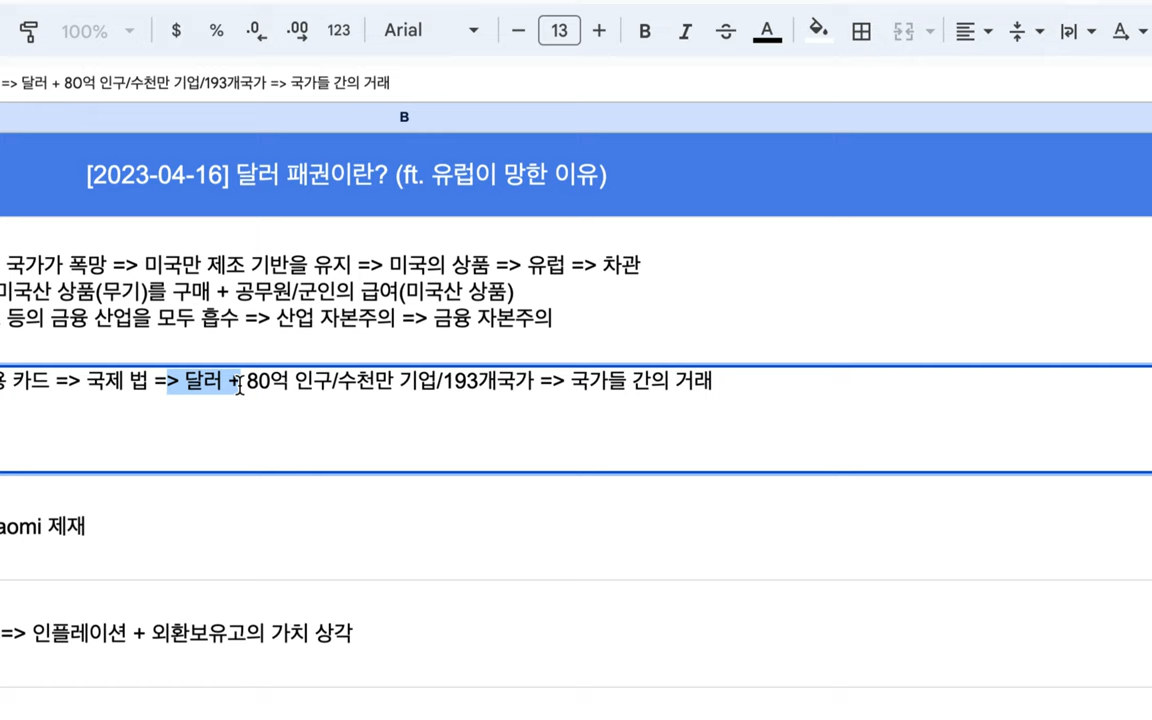 100% $ % .0 .00 123 Arial 13 B I A A
=> 달러 + 80억 인구/수천만 기업/193개국가 => 국가들 간의 거래
B
[2023-04-16] 달러 패권이란? (ft. 유럽이 망한 이유)
국가가 폭망 => 미국만 제조 기반을 유지 => 미국의 상품 => 유럽 => 차관
미국산 상품(무기)를 구매 + 공무원/군인의 급여(미국산 상품)
등의 금융 산업을 모두 흡수 => 산업 자본주의 => 금융 자본주의
카드 => 국제 법 => 달러 + 80억 인구/수천만 기업/193개국가 => 국가들 간의 거래
aomi 제재
=> 인플레이션 + 외환보유고의 가치 상각